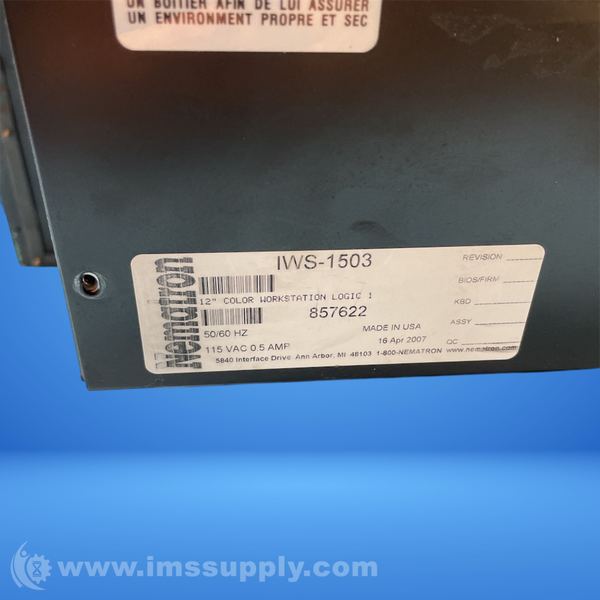 UN BOITIER AFIN DE LUI ASSURER
UN ENVIRONMENT PROPRE ET SEC
Nematron
IWS-1503
12" COLOR WORKSTATION LOGIC 1
857622
50/60 HZ
115 VAC 0.5 AMP
MADE IN USA
16 Apr 2007
5840 Interface Drive Ann Arbor, MI 48103 1-800-NEMATRON www.nematron.com
REVISION
BIOS/FIRM
KBD
ASSY
QC
www.imssupply.com